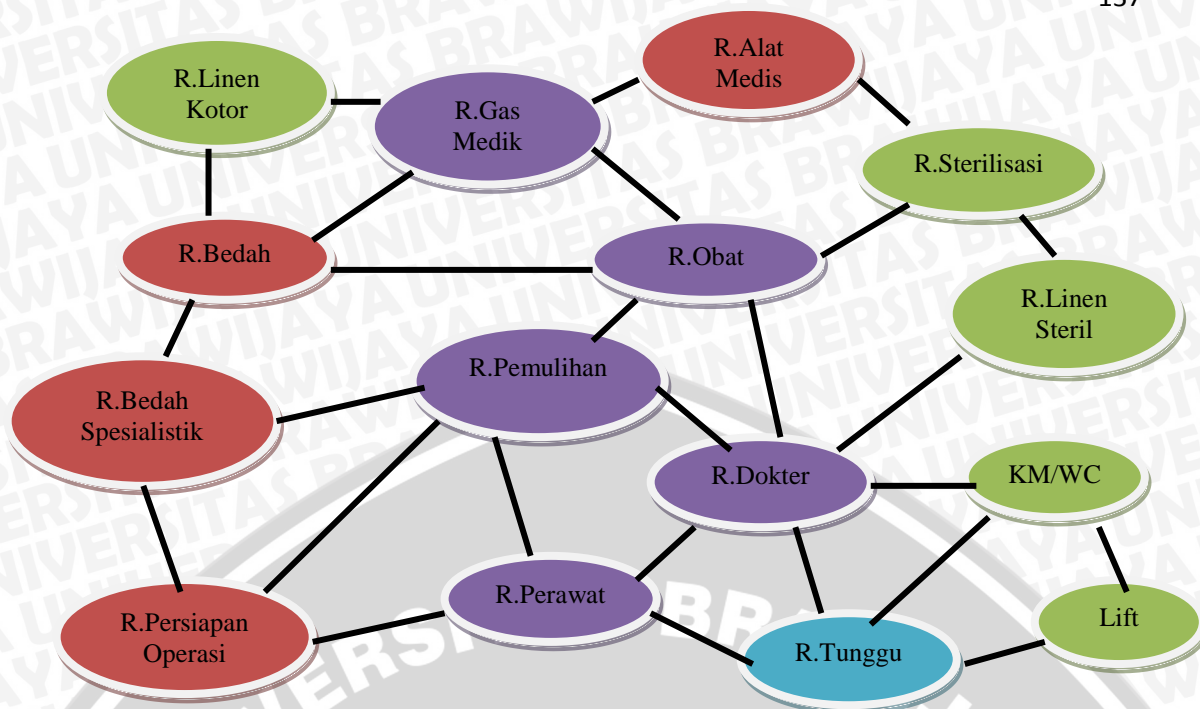 137
R.Alat
Medis
R.Linen
Kotor
R.Gas
Medik
R.Sterilisasi
R.Bedah
R.Obat
R.Linen
Steril
R.Pemulihan
R.Bedah
Spesialistik
R.Dokter
KM/WC
R.Perawat
R.Persiapan
Operasi
R.Tunggu
Lift